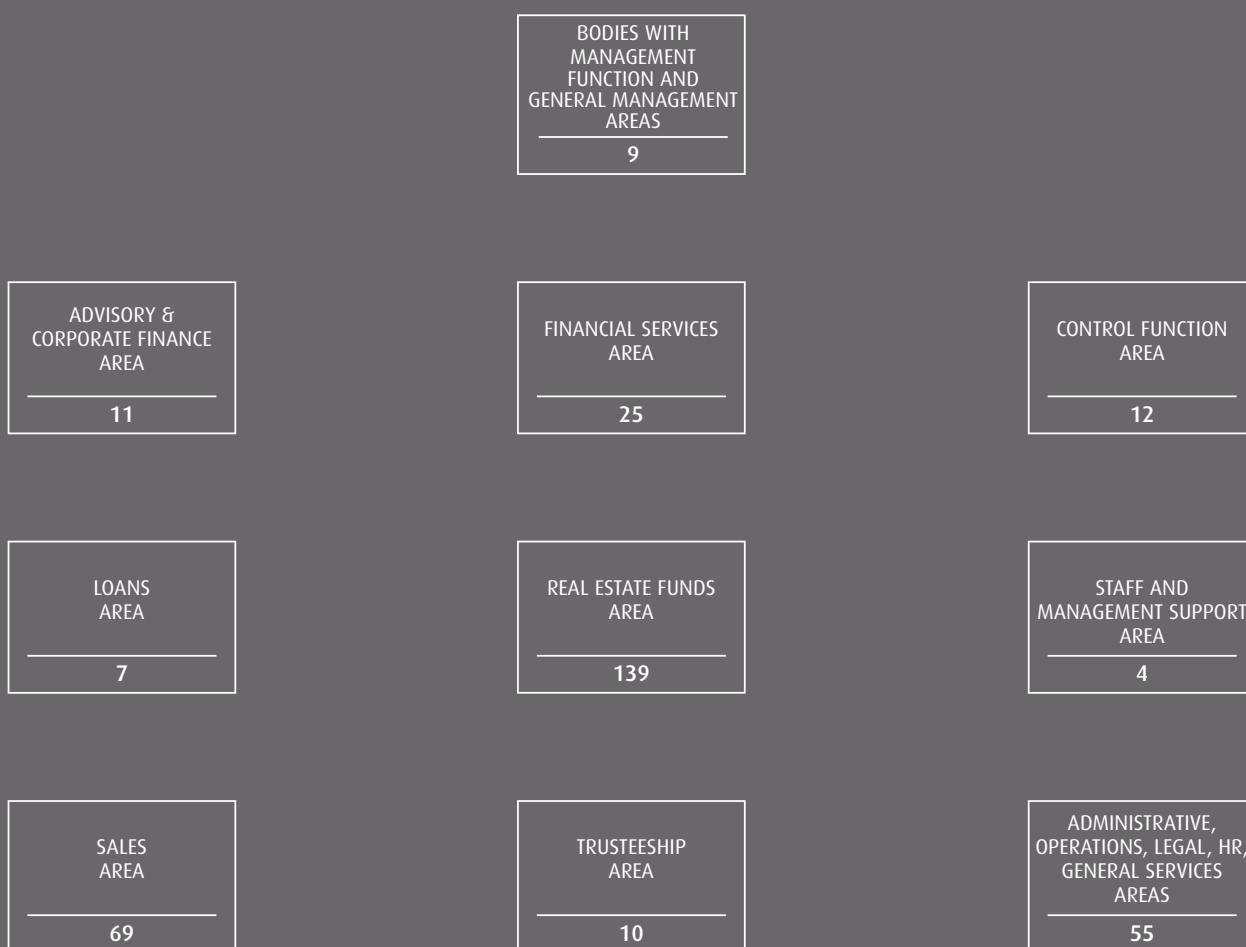 BODIES WITH
MANAGEMENT
FUNCTION AND
GENERAL MANAGEMENT
AREAS
9
ADVISORY &
CORPORATE FINANCE
AREA
11
FINANCIAL SERVICES
AREA
25
CONTROL FUNCTION
AREA
12
LOANS
AREA
7
REAL ESTATE FUNDS
AREA
139
STAFF AND
MANAGEMENT SUPPORT
AREA
4
SALES
AREA
69
TRUSTEESHIP
AREA
10
ADMINISTRATIVE,
OPERATIONS, LEGAL, HR,
GENERAL SERVICES
AREAS
55